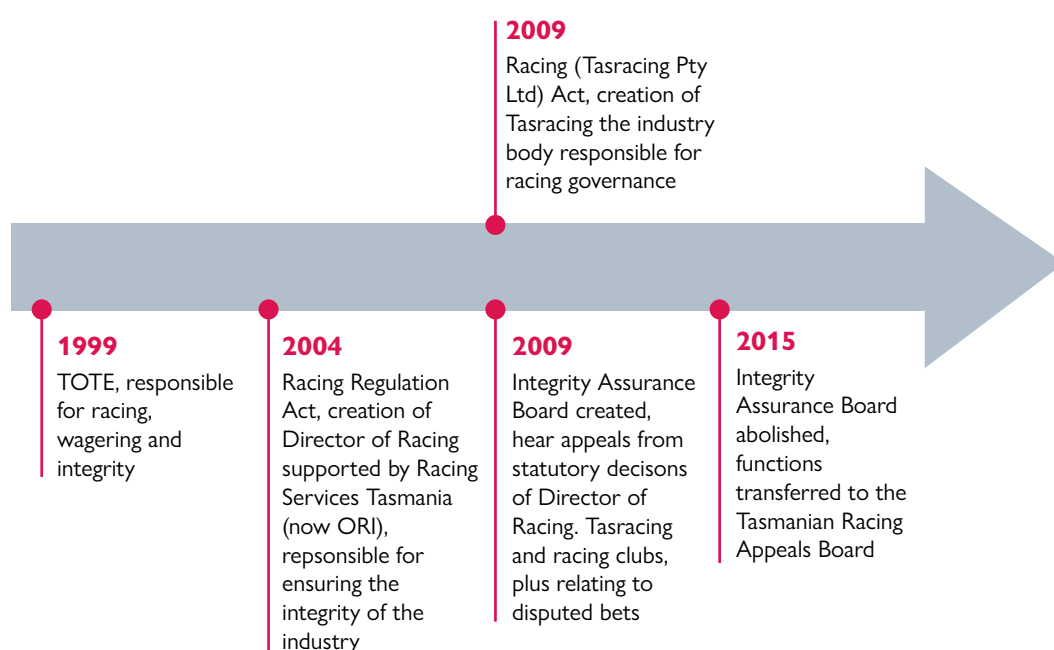 2009
Racing (Tasracing Pty
Ltd) Act, creation of
Tasracing the industry
body responsible for
racing governance
1999
TOTE, responsible
for racing,
wagering and
integrity
2004
Racing Regulation
Act, creation of
Director of Racing
supported by Racing
Services Tasmania
(now ORI),
repsonsible for
ensuring the
integrity of the
industry
2009
Integrity Assurance
Board created,
hear appeals from
statutory decisons
of Director of
Racing. Tasracing
and racing clubs,
plus relating to
disputed bets
2015
Integrity
Assurance Board
abolished,
functions
transferred to the
Tasmanian Racing
Appeals Board